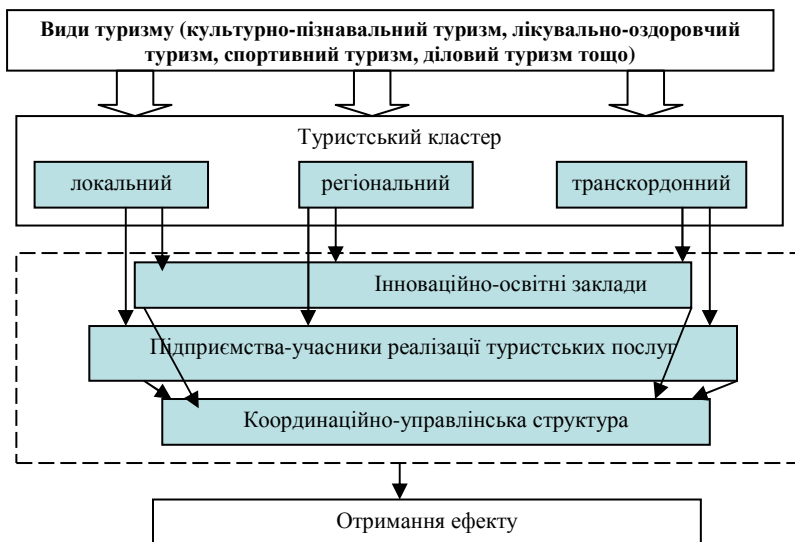 Види туризму (культурно-пізнавальний туризм, лікувально-оздоровчий
туризм, спортивний туризм, діловий туризм тощо)
Туристський кластер
локальний
регіональний
транскордонний
Інноваційно-освітні заклади
Підприємства-учасники реалізації туристських послуг
Координаційно-управлінська структура
Отримання ефекту